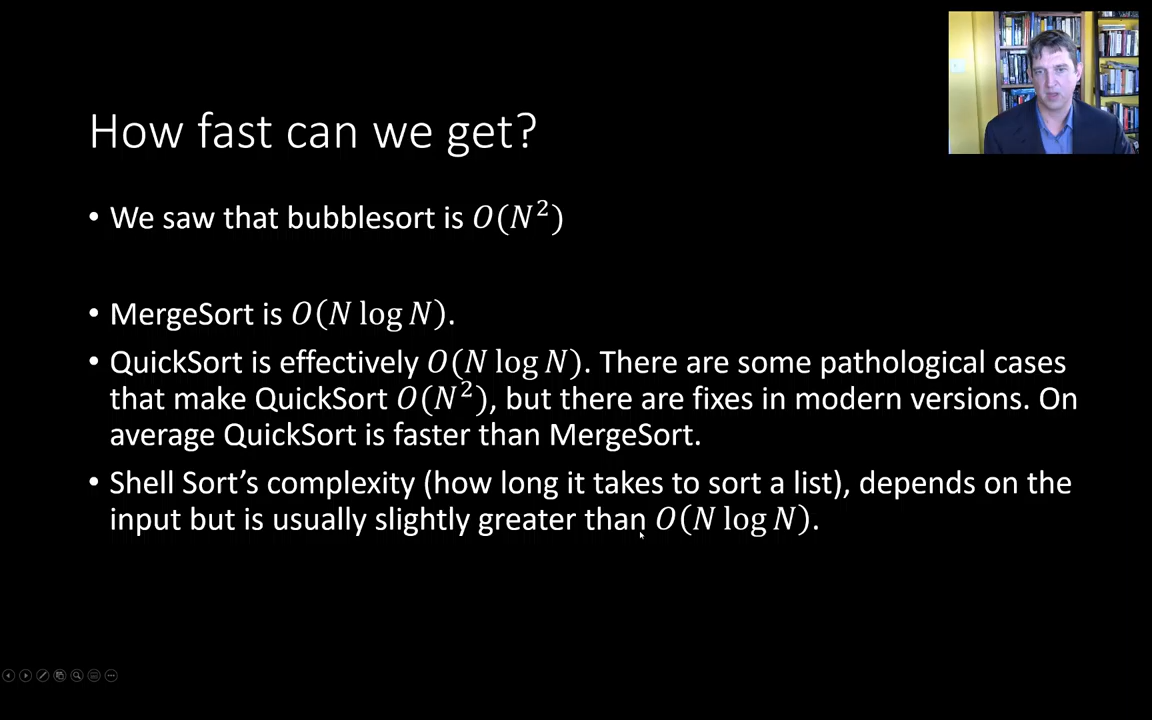 How fast can we get?
• We saw that bubblesort is O(N²)
• MergeSort is O(N log N).
• QuickSort is effectively O(N log N). There are some pathological cases
that make QuickSort O(N²), but there are fixes in modern versions. On
average QuickSort is faster than MergeSort.
• Shell Sort’s complexity (how long it takes to sort a list), depends on the
input but is usually slightly greater than O(N log N).